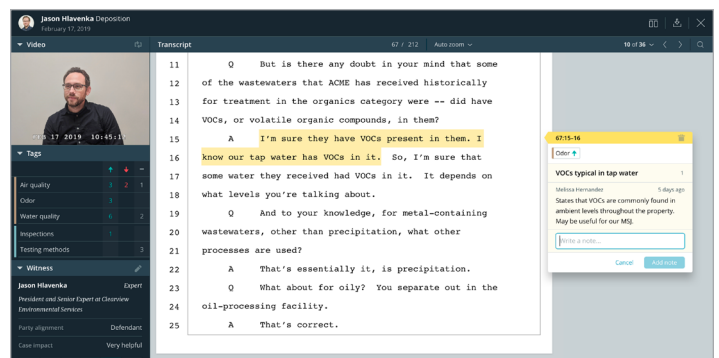 Jason Hlavenka Deposition
February 17, 2019
Video
Transcript
67 / 212
Auto zoom
10 of 36
FEB 17 2019 10:45:17
Tags
Air quality 3 2 1
Odor 3
Water quality 6 2
Inspections 1
Testing methods 3
Witness
Jason Hlavenka Expert
President and Senior Expert at Clearview
Environmental Services
Party alignment Defendant
Case impact Very helpful
11 Q But is there any doubt in your mind that some
12 of the wastewaters that ACME has received historically
13 for treatment in the organics category were -- did have
14 VOCs, or volatile organic compounds, in them?
15 A I'm sure they have VOCs present in them. I
16 know our tap water has VOCs in it. So, I'm sure that
17 some water they received had VOCs in it. It depends on
18 what levels you're talking about.
19 Q And to your knowledge, for metal-containing
20 wastewaters, other than precipitation, what other
21 processes are used?
22 A That's essentially it, is precipitation.
23 Q What about for oily? You separate out in the
24 oil-processing facility.
25 A That's correct.
67:15-16
Odor
VOCs typical in tap water 1
Melissa Hernandez 5 days ago
States that VOCs are commonly found in
ambient levels throughout the property.
May be useful for our MSJ.
Write a note...
Cancel Add note